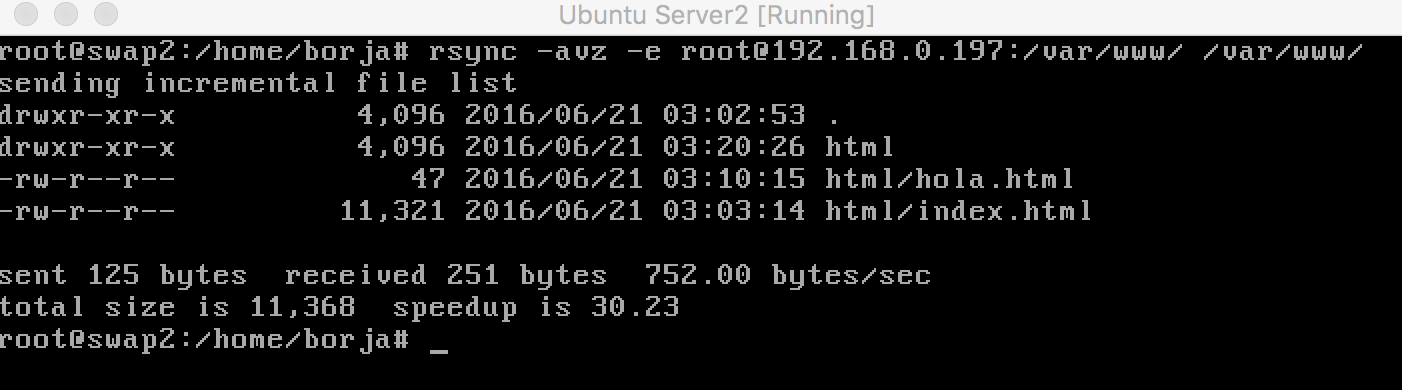 Ubuntu Server2 [Running]
root@swap2:/home/borja# rsync -avz -e root@192.168.0.197:/var/www/ /var/www/
sending incremental file list
drwxr-xr-x          4,096 2016/06/21 03:02:53 .
drwxr-xr-x          4,096 2016/06/21 03:20:26 html
-rw-r--r--             47 2016/06/21 03:10:15 html/hola.html
-rw-r--r--         11,321 2016/06/21 03:03:14 html/index.html
sent 125 bytes  received 251 bytes  752.00 bytes/sec
total size is 11,368  speedup is 30.23
root@swap2:/home/borja# _